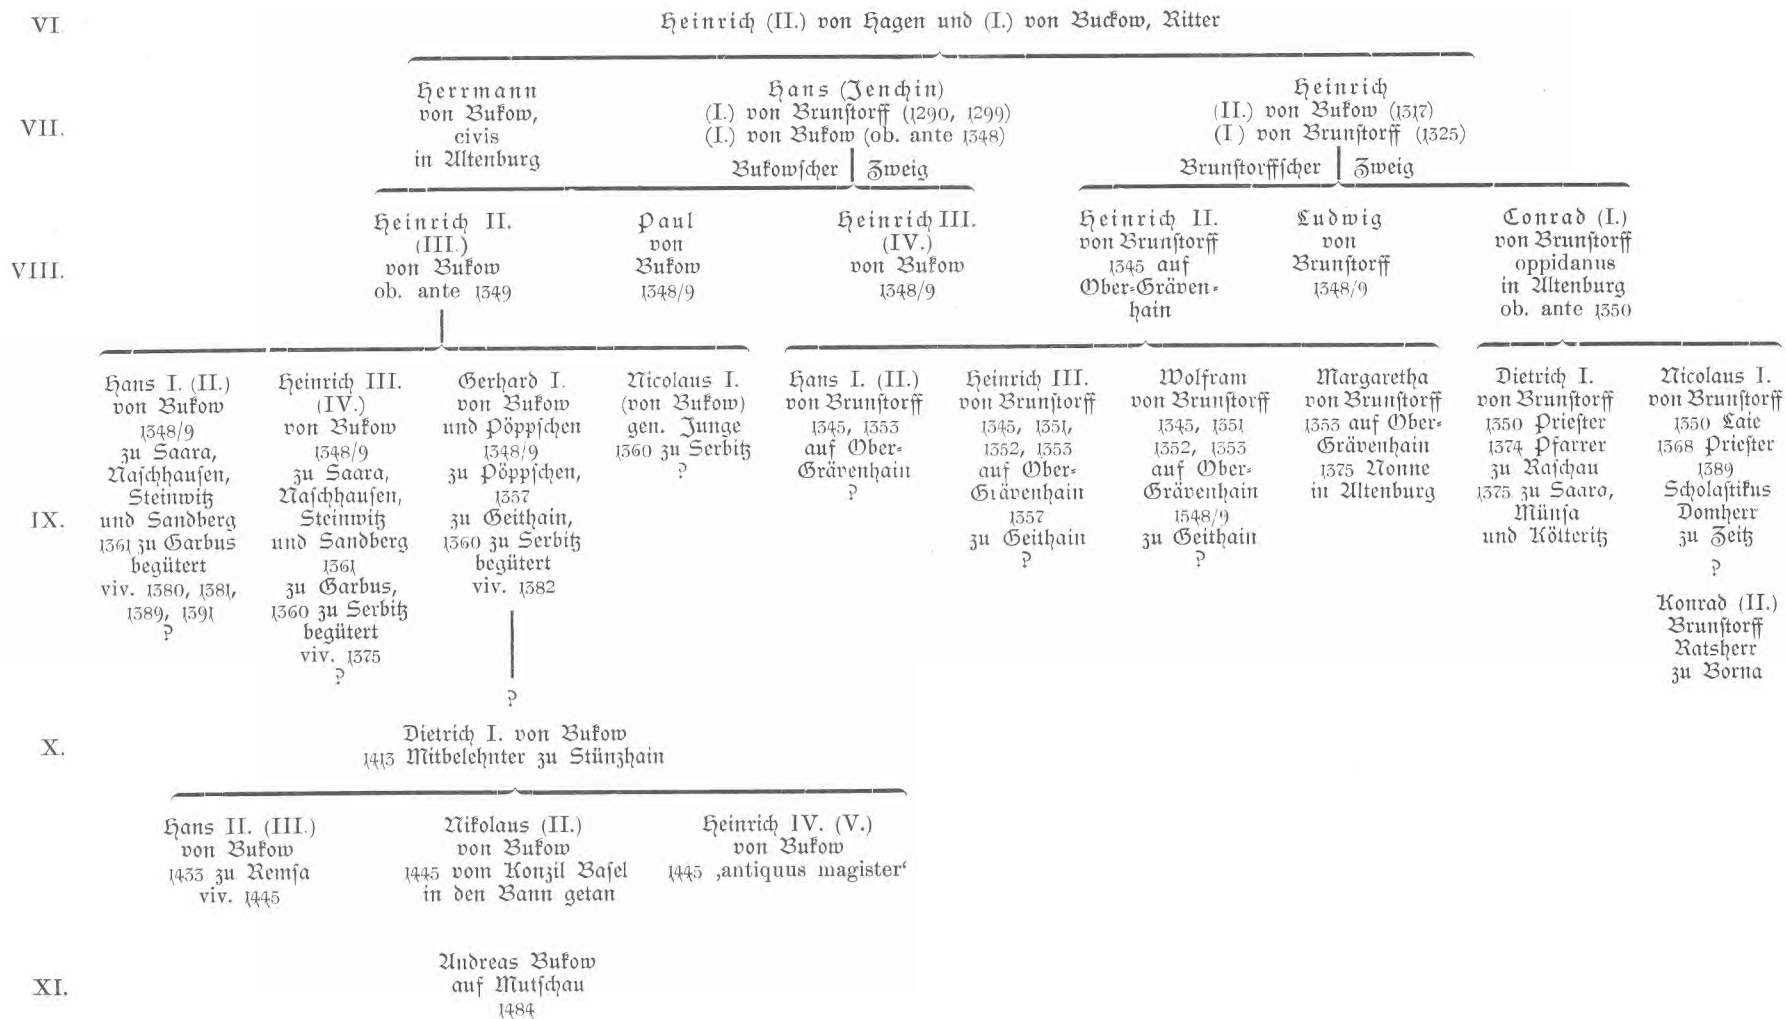 VI.
Heinrich (II.) von Hagen und (I.) von Buckow, Ritter
VII.
Herrmann
von Bukow,
civis
in Altenburg
Hans (Jenchin)
(I.) von Brunſtorff (1290, 1299)
(I.) von Bukow (ob. ante 1348)
Bukowſcher Zweig
Heinrich
(II.) von Bukow (1317)
(I) von Brunſtorff (1325)
Brunſtorffſcher Zweig
VIII.
Heinrich II.
(III.)
von Bukow
ob. ante 1349
Paul
von
Bukow
1348/9
Heinrich III.
(IV.)
von Bukow
1348/9
Heinrich II.
von Brunſtorff
1345 auf
Ober-Gräven-
hain
Ludwig
von
Brunſtorff
1348/9
Conrad (I.)
von Brunſtorff
oppidanus
in Altenburg
ob. ante 1350
IX.
Hans I. (II.)
von Bukow
1348/9
zu Saara,
Naſchhauſen,
Steinwitz
und Sandberg
1361 zu Garbus
begütert
viv. 1380, 1381,
1389, 1391
?
Heinrich III.
(IV.)
von Bukow
1348/9
zu Saara,
Naſchhauſen,
Steinwitz
und Sandberg
1361
zu Garbus,
1360 zu Serbitz
begütert
viv. 1375
?
Gerhard I.
von Bukow
und Pöppſchen
1348/9
zu Pöppſchen,
1357
zu Geithain,
1360 zu Serbitz
begütert
viv. 1382
?
Nicolaus I.
(von Bukow)
gen. Junge
1360 zu Serbitz
?
Hans I. (II.)
von Brunſtorff
1345, 1353
auf Ober-
Grävenhain
?
Heinrich III.
von Brunſtorff
1345, 1351,
1352, 1353
auf Ober-
Grävenhain
1357
zu Geithain
?
Wolfram
von Brunſtorff
1345, 1351
1352, 1353
auf Ober-
Grävenhain
1548/9
zu Geithain
?
Margaretha
von Brunſtorff
1353 auf Ober-
Grävenhain
1375 Nonne
in Altenburg
Dietrich I.
von Brunſtorff
1350 Prieſter
1374 Pfarrer
zu Raſchau
1375 zu Saara,
Münſa
und Kötteritz
Nicolaus I.
von Brunſtorff
1350 Laie
1368 Prieſter
1389
Scholaſtikus
Domherr
zu Zeitz
?
Konrad (II.)
Brunſtorff
Ratsherr
zu Borna
X.
Dietrich I. von Bukow
1413 Mitbelehnter zu Stünzhain
Hans II. (III.)
von Bukow
1433 zu Remſa
viv. 1445
Nikolaus (II.)
von Bukow
1445 vom Konzil Baſel
in den Bann getan
Heinrich IV. (V.)
von Bukow
1445 ‚antiquus magister‘
XI.
Andreas Bukow
auf Mutſchau
1484